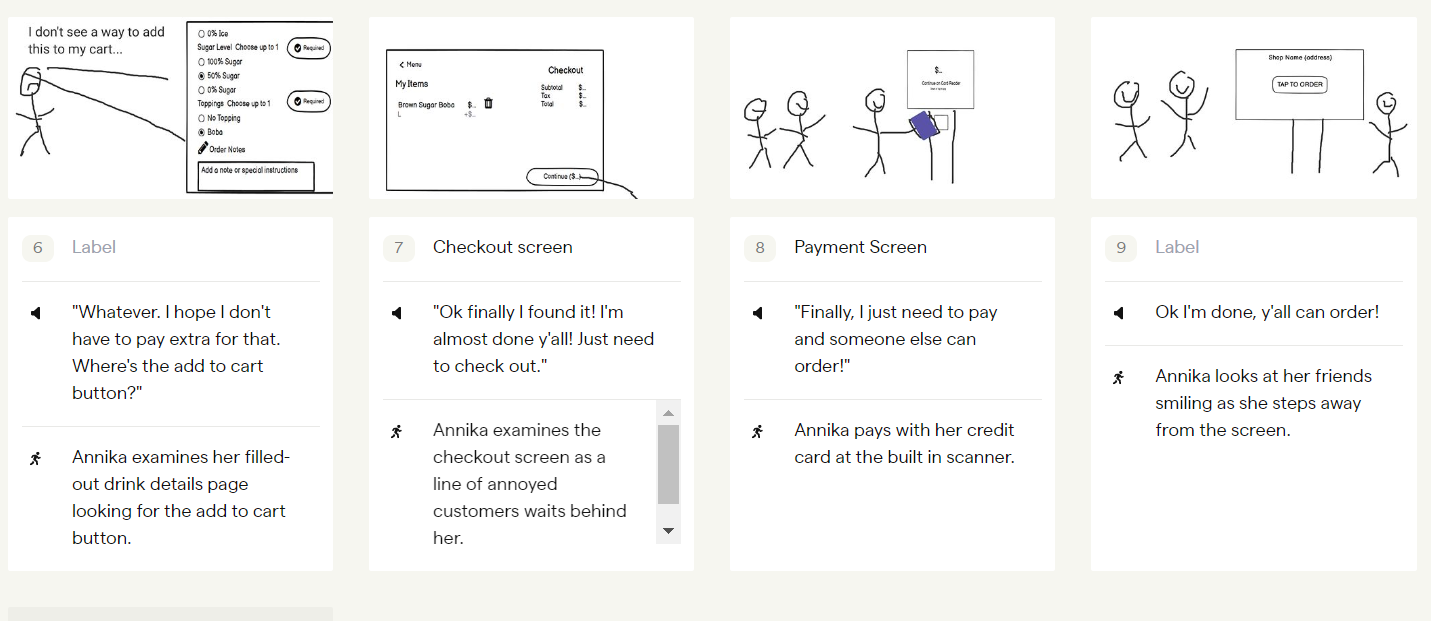 I don't see a way to add
this to my cart...
0% Ice
Sugar Level Choose up to 1
Required
100% Sugar
50% Sugar
0% Sugar
Toppings Choose up to 1
Required
No Topping
Boba
Order Notes
Add a note or special instructions
< Menu
My Items
Brown Sugar Boba $...
L +$...
Checkout
Subtotal $...
Tax $...
Total $...
Continue ($...)
$...
Continue on Card Reader
Shop Name (address)
TAP TO ORDER
6 Label
"Whatever. I hope I don't
have to pay extra for that.
Where's the add to cart
button?"
Annika examines her filled-
out drink details page
looking for the add to cart
button.
7 Checkout screen
"Ok finally I found it! I'm
almost done y'all! Just need
to check out."
Annika examines the
checkout screen as a
line of annoyed
customers waits behind
her.
8 Payment Screen
"Finally, I just need to pay
and someone else can
order!"
Annika pays with her credit
card at the built in scanner.
9 Label
Ok I'm done, y'all can order!
Annika looks at her friends
smiling as she steps away
from the screen.